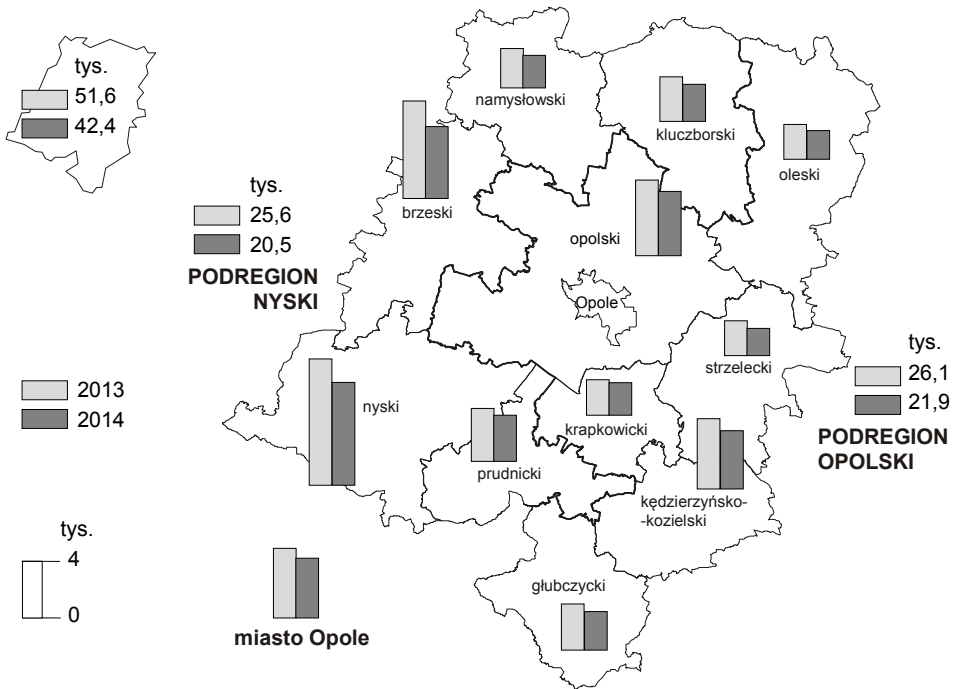 tys.
51,6
42,4
tys.
25,6
20,5
PODREGION
NYSKI
2013
2014
tys.
4
0
namysłowski
kluczborski
oleski
brzeski
opolski
Opole
strzelecki
nyski
krapkowicki
prudnicki
kędzierzyńsko-
-kozielski
głubczycki
miasto Opole
tys.
26,1
21,9
PODREGION
OPOLSKI